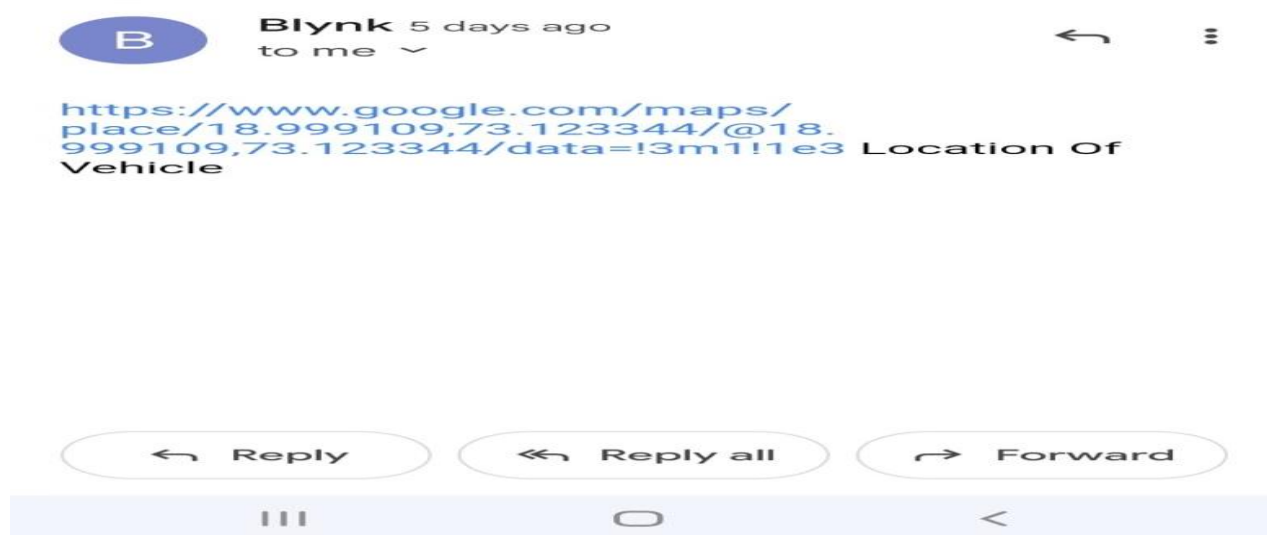 B
Blynk 5 days ago
to me
https://www.google.com/maps/
place/18.999109,73.123344/@18.
999109,73.123344/data=!3m1!1e3 Location Of
Vehicle
Reply
Reply all
Forward